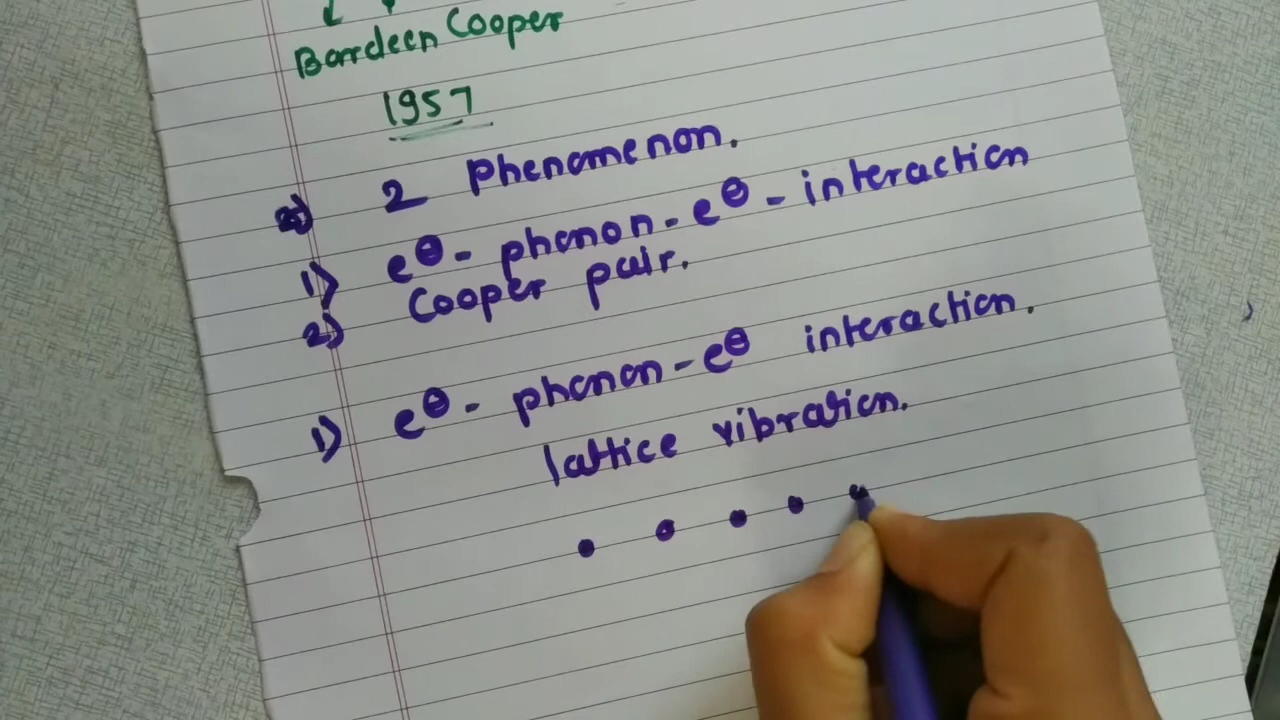 Bardeen Cooper
1957
2 Phenomenon.
1) e⊖- phonon-e⊖- interaction
2) Cooper pair.
1) e⊖- phonon-e⊖ interaction.
lattice vibration.